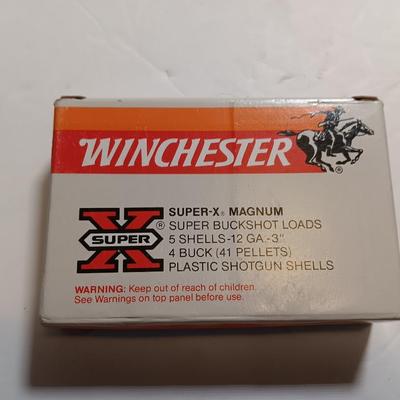 WINCHESTER®
X®
SUPER
SUPER-X® MAGNUM
SUPER BUCKSHOT LOADS
5 SHELLS-12 GA.-3"
4 BUCK (41 PELLETS)
PLASTIC SHOTGUN SHELLS
WARNING: Keep out of reach of children.
See Warnings on top panel before use.